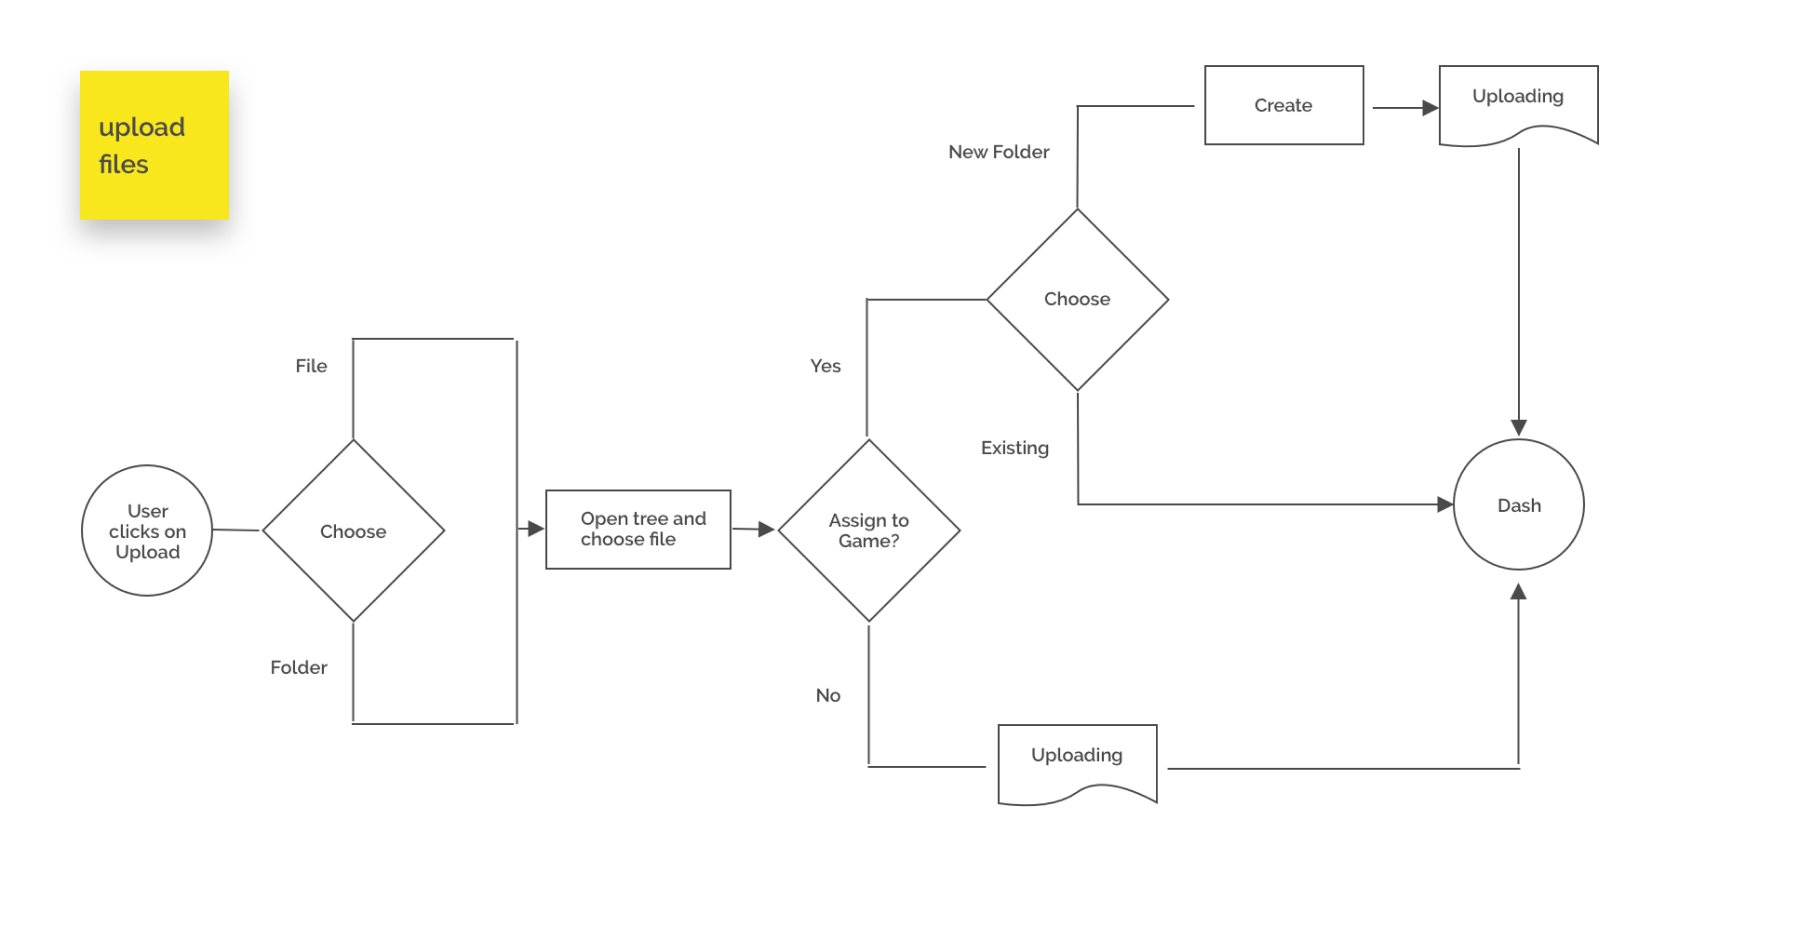 upload
files
Create
Uploading
New Folder
Choose
File
Yes
Existing
User
clicks on
Upload
Choose
Open tree and
choose file
Assign to
Game?
Dash
Folder
No
Uploading